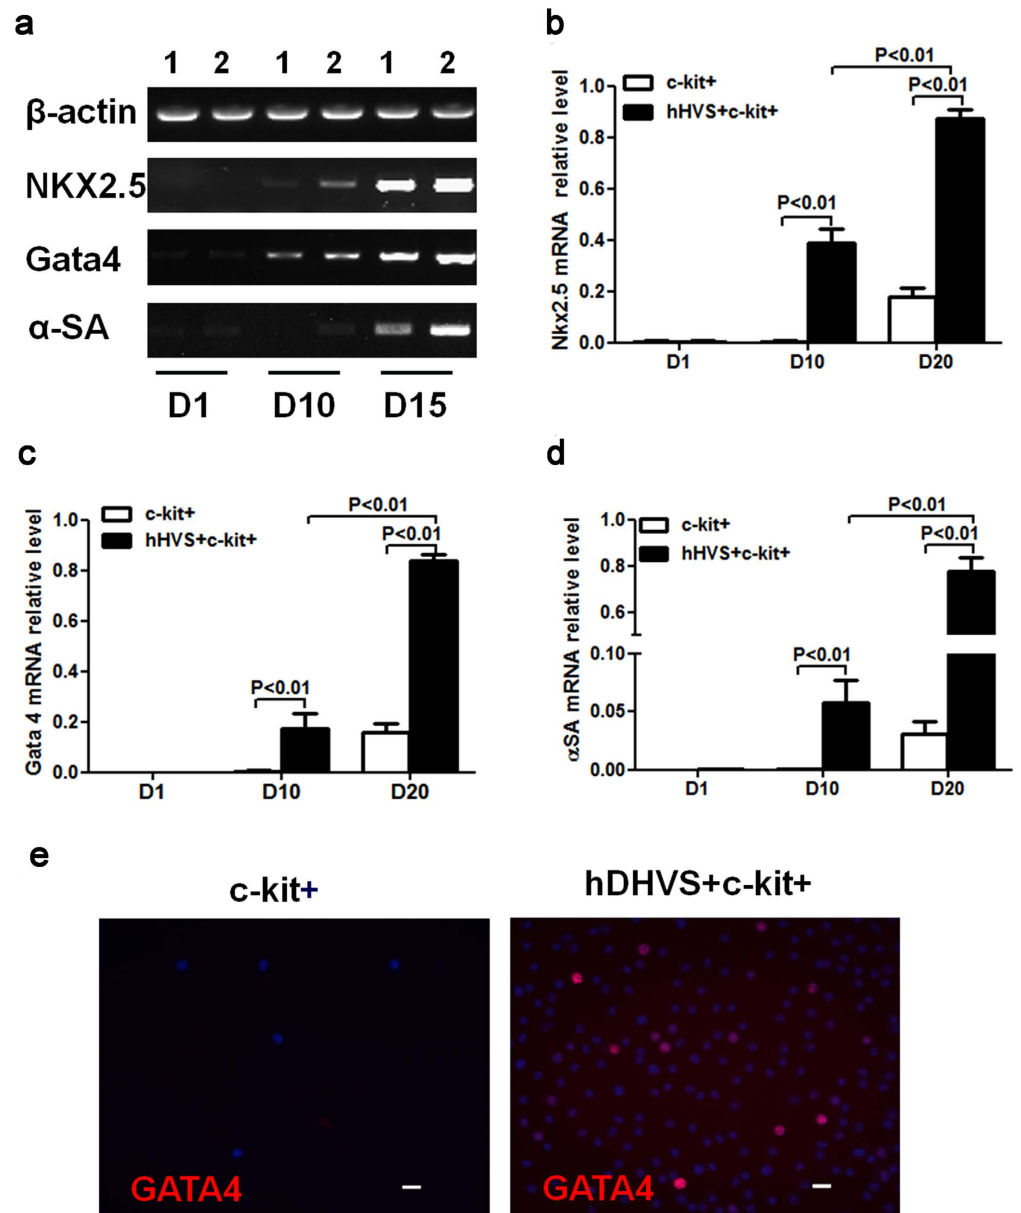 a
1 2 1 2 1 2
β-actin
NKX2.5
Gata4
α-SA
D1 D10 D15
b
Nkx2.5 mRNA relative level
1.0
0.8
0.6
0.4
0.2
0.0
c-kit+
hHVS+c-kit+
P<0.01
P<0.01
P<0.01
D1 D10 D20
c
Gata 4 mRNA relative level
1.0
0.8
0.6
0.4
0.2
0.0
c-kit+
hHVS+c-kit+
P<0.01
P<0.01
P<0.01
D1 D10 D20
d
αSA mRNA relative level
1.0
0.8
0.6
0.10
0.05
0.00
c-kit+
hHVS+c-kit+
P<0.01
P<0.01
P<0.01
D1 D10 D20
e
c-kit+
hDHVS+c-kit+
GATA4
GATA4